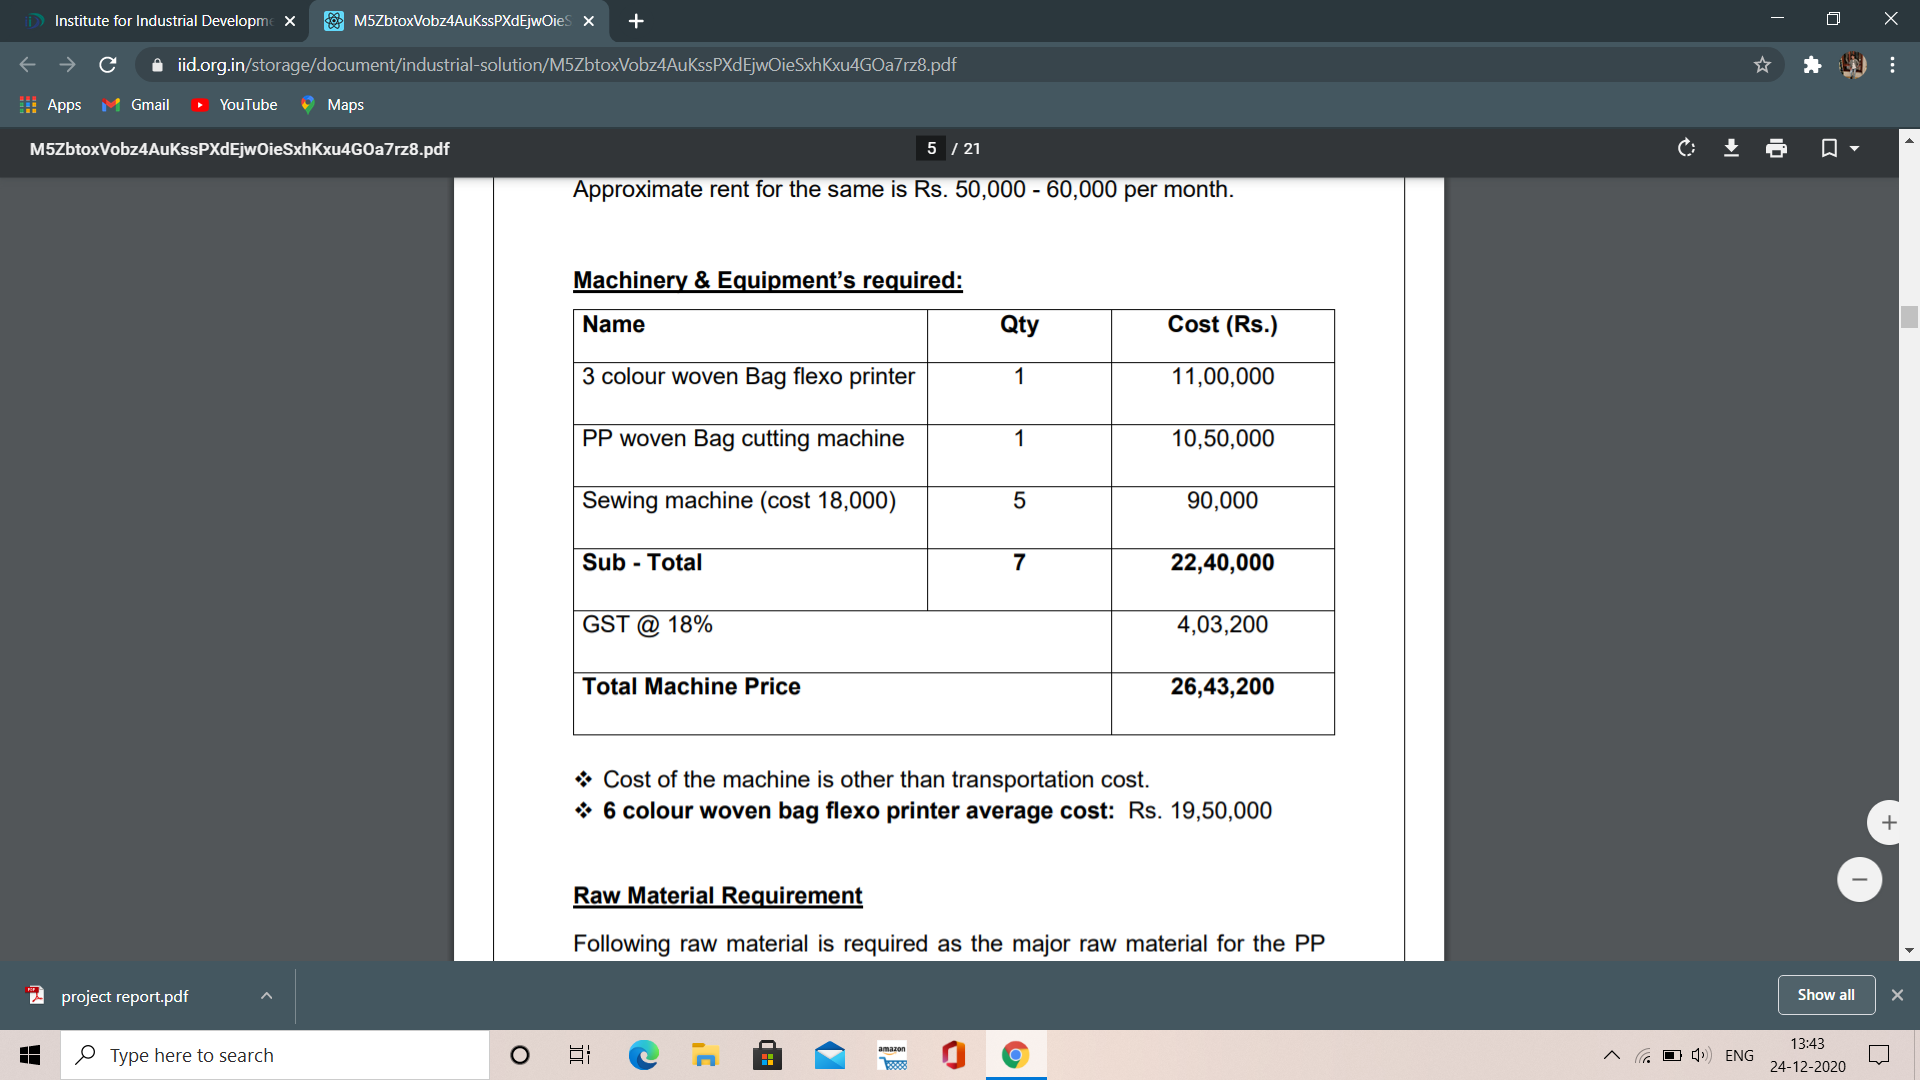 Institute for Industrial Developme
M5ZbtoxVobz4AuKssPXdEjwOieS
iid.org.in/storage/document/industrial-solution/M5ZbtoxVobz4AuKssPXdEjwOieSxhKxu4GOa7rz8.pdf
Apps Gmail YouTube Maps
M5ZbtoxVobz4AuKssPXdEjwOieSxhKxu4GOa7rz8.pdf 5 / 21
Approximate rent for the same is Rs. 50,000 - 60,000 per month.
Machinery & Equipment’s required:
Name Qty Cost (Rs.)
3 colour woven Bag flexo printer 1 11,00,000
PP woven Bag cutting machine 1 10,50,000
Sewing machine (cost 18,000) 5 90,000
Sub - Total 7 22,40,000
GST @ 18% 4,03,200
Total Machine Price 26,43,200
❖ Cost of the machine is other than transportation cost.
❖ 6 colour woven bag flexo printer average cost: Rs. 19,50,000
Raw Material Requirement
Following raw material is required as the major raw material for the PP
project report.pdf Show all
Type here to search amazon ENG 13:43
24-12-2020